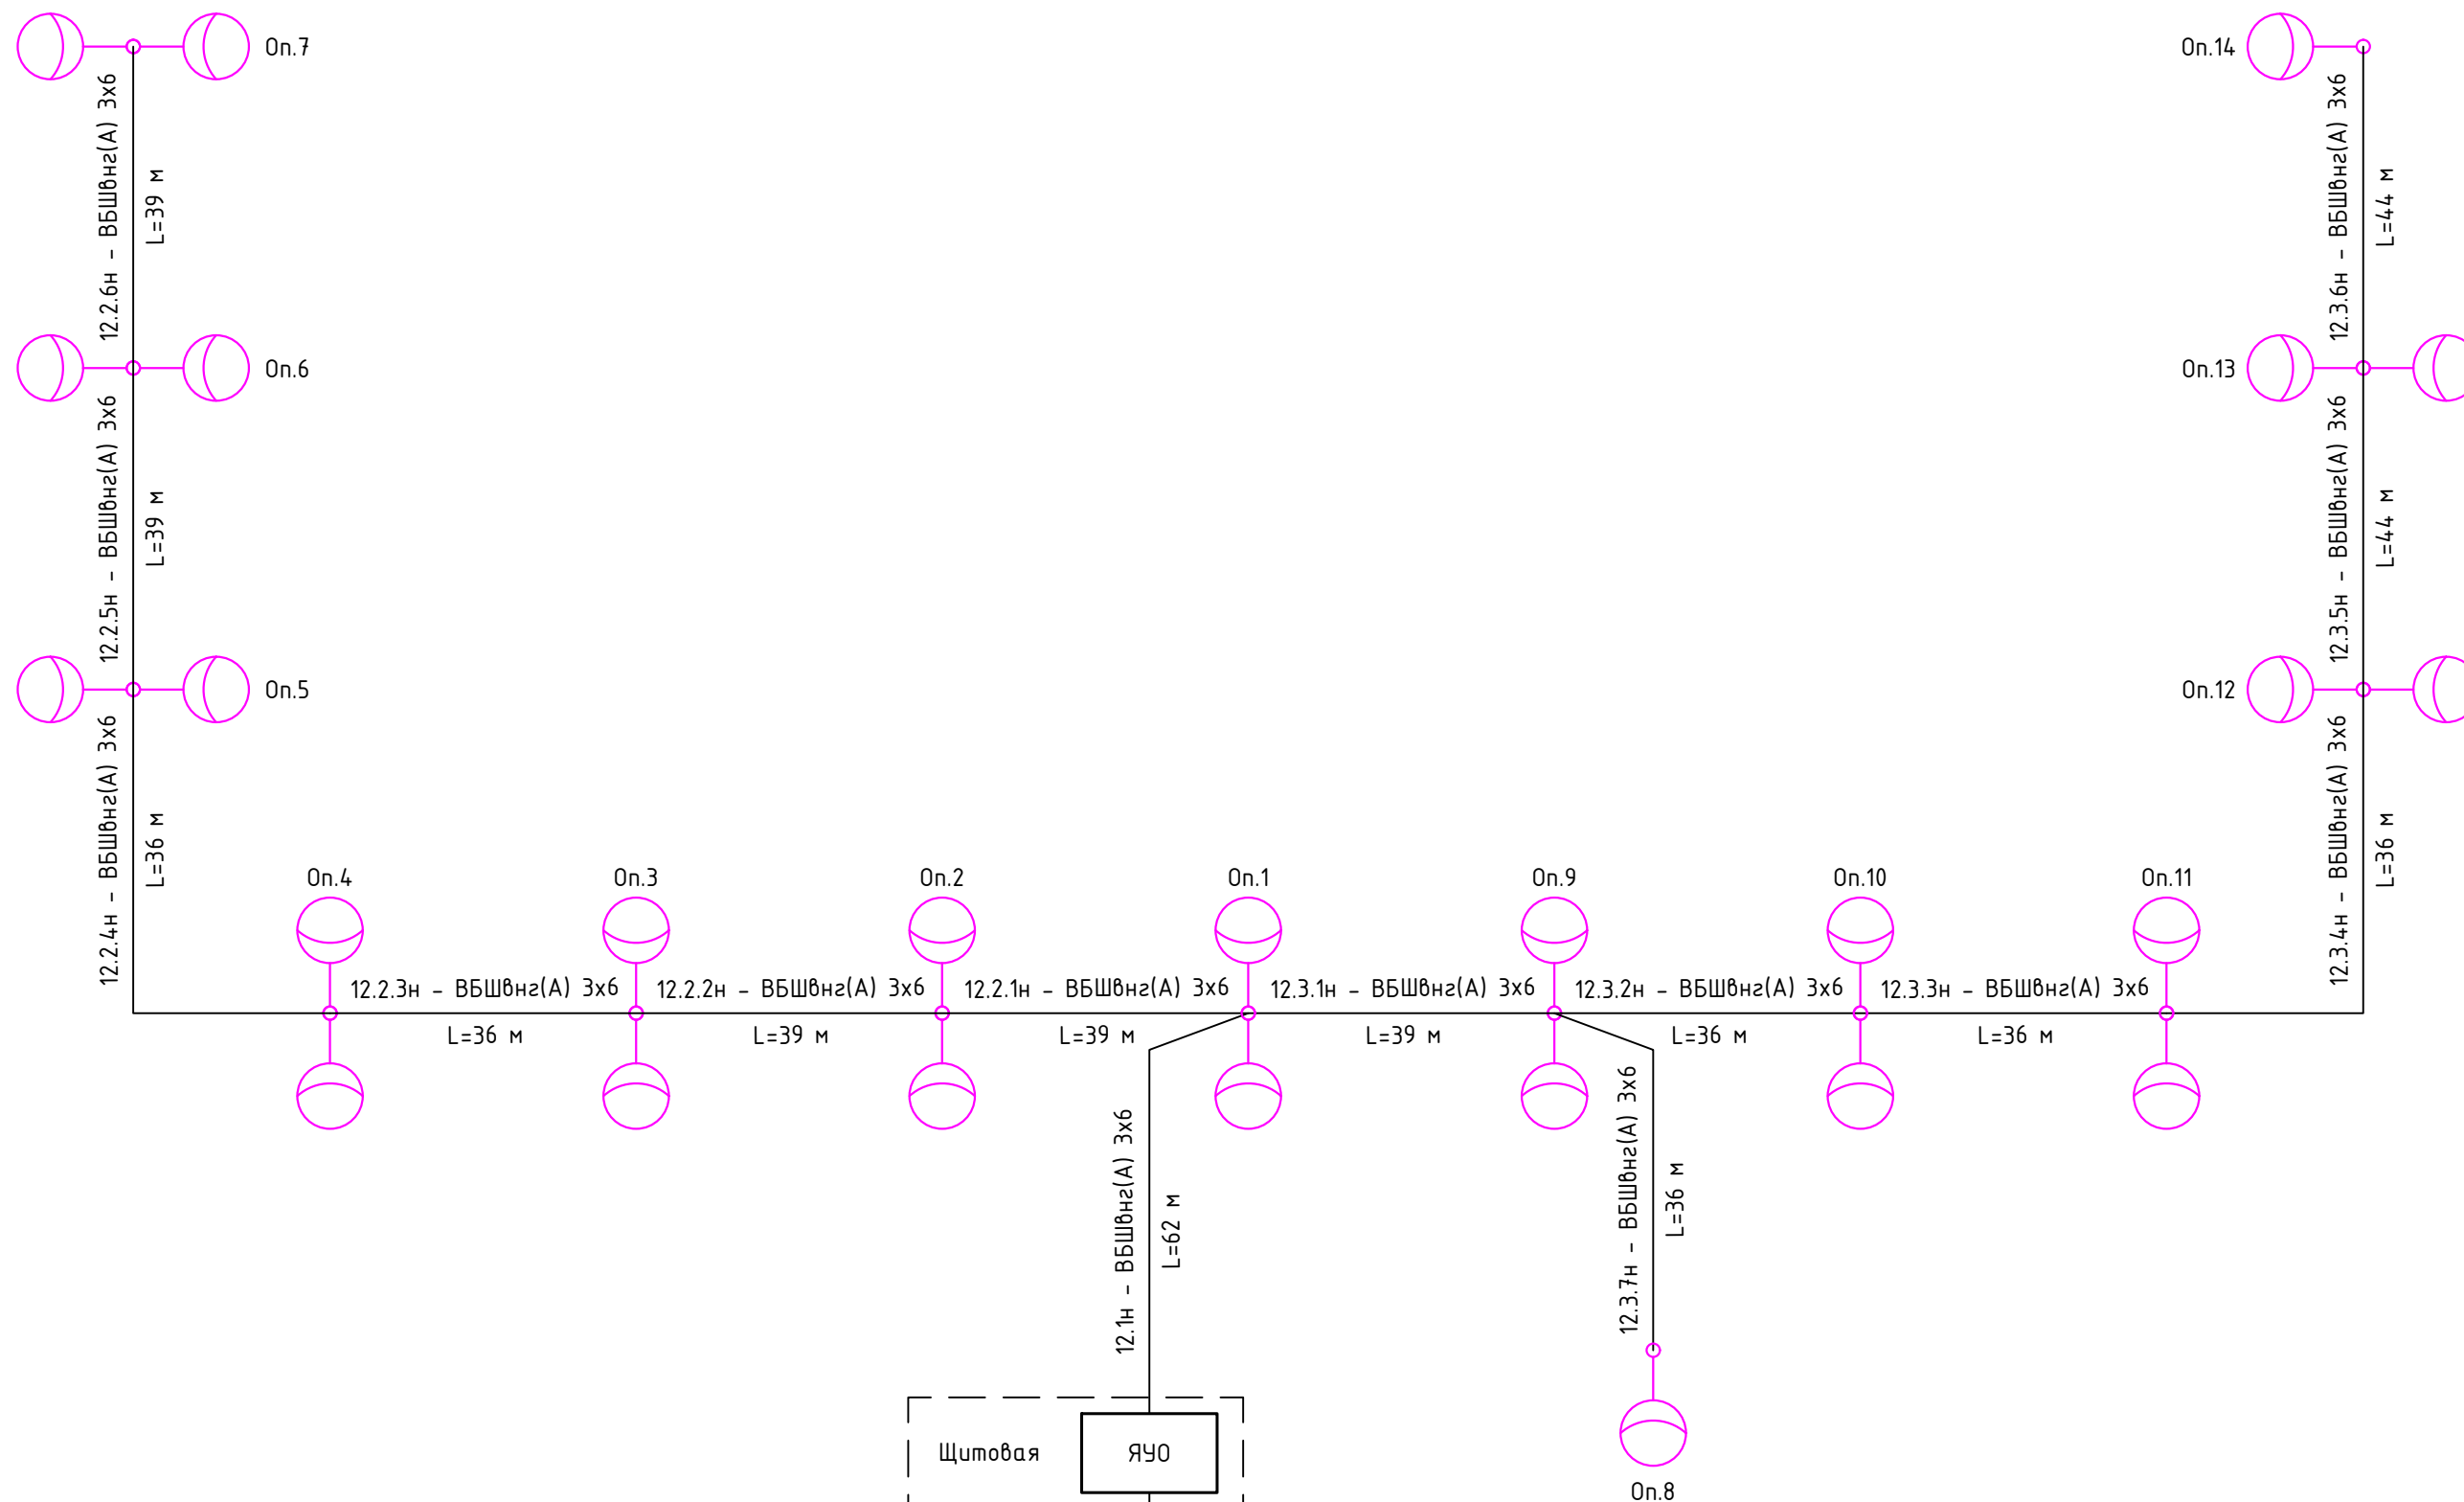 Оп.7
Оп.14
12.2.6н - ВБШвнг(А) 3х6
L=39 м
12.3.6н - ВБШвнг(А) 3х6
L=44 м
Оп.6
Оп.13
12.2.5н - ВБШвнг(А) 3х6
L=39 м
12.3.5н - ВБШвнг(А) 3х6
L=44 м
Оп.5
Оп.12
12.2.4н - ВБШвнг(А) 3х6
L=36 м
12.3.4н - ВБШвнг(А) 3х6
L=36 м
Оп.4
Оп.3
Оп.2
Оп.1
Оп.9
Оп.10
Оп.11
12.2.3н - ВБШвнг(А) 3х6
12.2.2н - ВБШвнг(А) 3х6
12.2.1н - ВБШвнг(А) 3х6
12.3.1н - ВБШвнг(А) 3х6
12.3.2н - ВБШвнг(А) 3х6
12.3.3н - ВБШвнг(А) 3х6
L=36 м
L=39 м
L=39 м
L=39 м
L=36 м
L=36 м
12.1н - ВБШвнг(А) 3х6
L=62 м
12.3.7н - ВБШвнг(А) 3х6
L=36 м
Щитовая
ЯУО
Оп.8